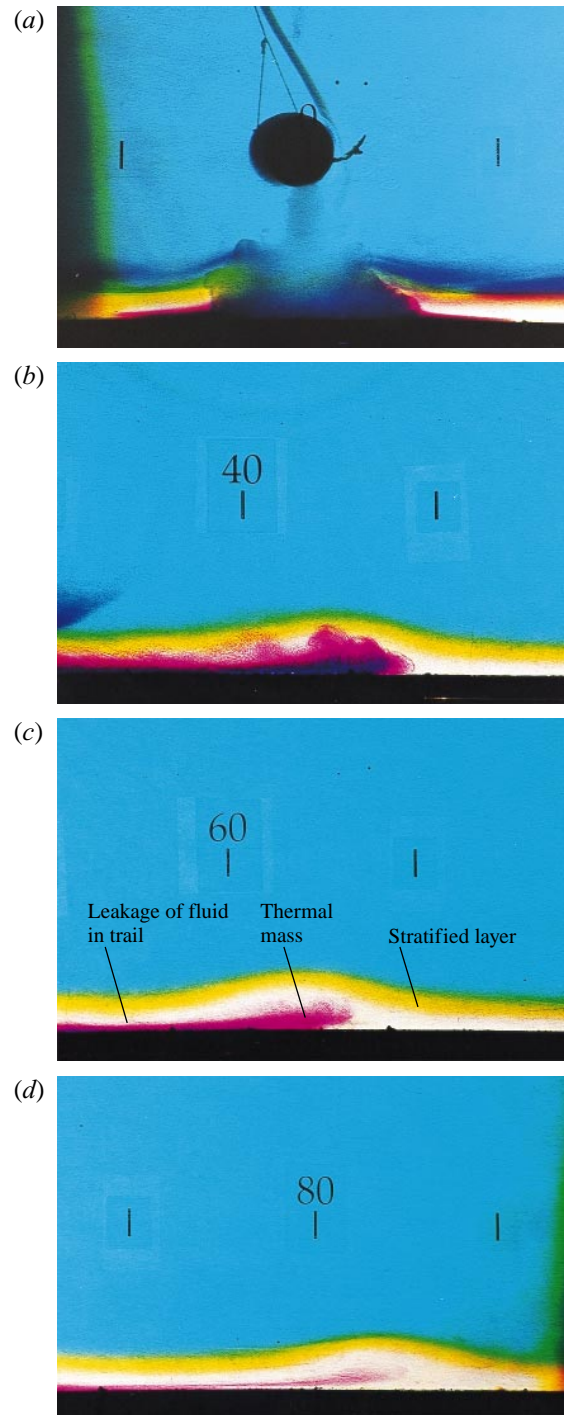 (a)
(b)
40
(c)
60
Leakage of fluid
in trail
Thermal
mass
Stratified layer
(d)
80